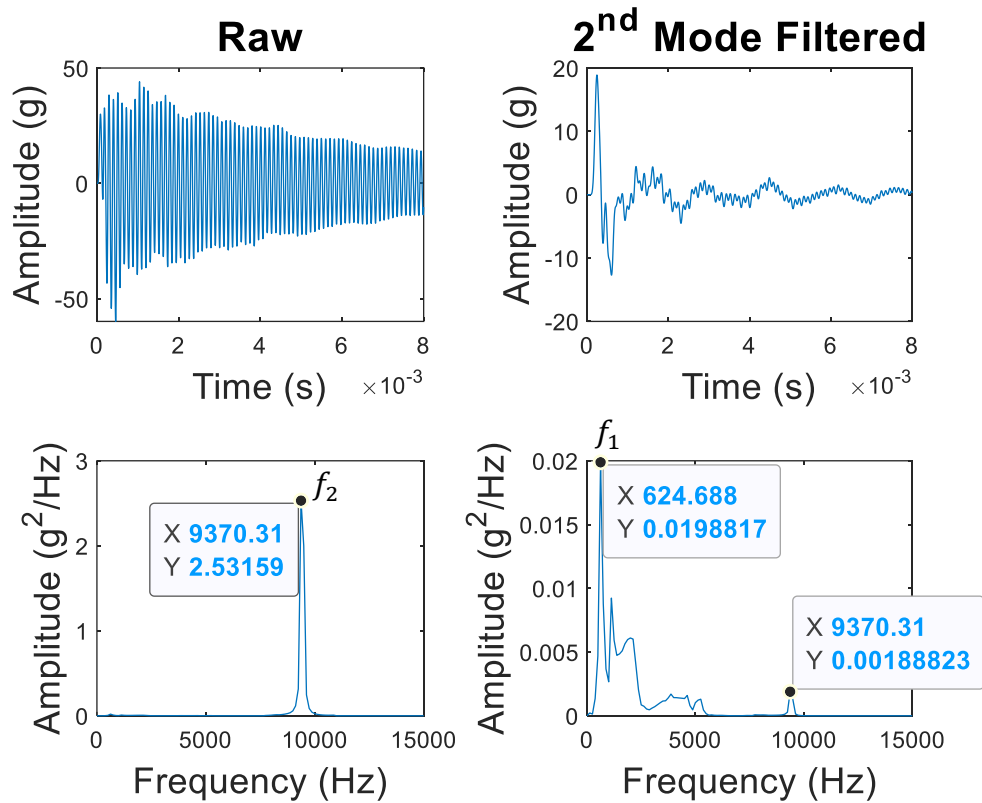 Raw
50
0
-50
Amplitude (g)
0 2 4 6 8
Time (s) ×10⁻³
2ⁿᵈ Mode Filtered
20
10
0
-10
-20
Amplitude (g)
0 2 4 6 8
Time (s) ×10⁻³
3
2
1
0
Amplitude (g²/Hz)
f₂
X 9370.31
Y 2.53159
0 5000 10000 15000
Frequency (Hz)
f₁
0.02
0.015
0.01
0.005
0
Amplitude (g²/Hz)
X 624.688
Y 0.0198817
X 9370.31
Y 0.00188823
0 5000 10000 15000
Frequency (Hz)